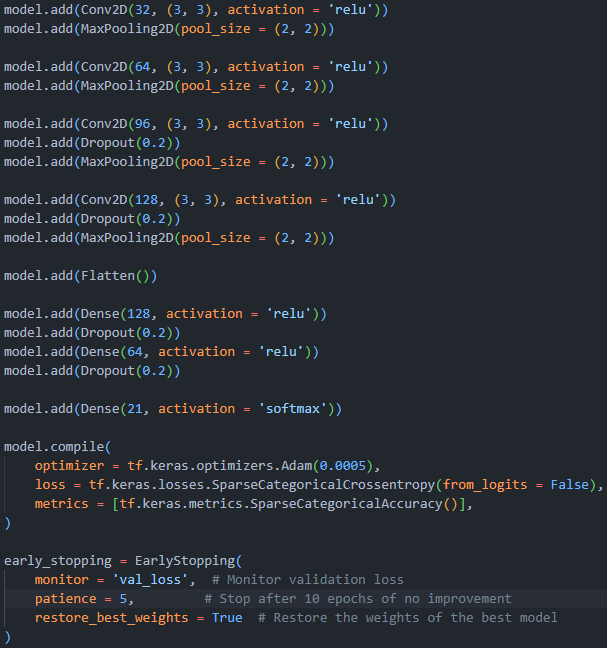 model.add(Conv2D(32, (3, 3), activation = 'relu'))
model.add(MaxPooling2D(pool_size = (2, 2)))
model.add(Conv2D(64, (3, 3), activation = 'relu'))
model.add(MaxPooling2D(pool_size = (2, 2)))
model.add(Conv2D(96, (3, 3), activation = 'relu'))
model.add(Dropout(0.2))
model.add(MaxPooling2D(pool_size = (2, 2)))
model.add(Conv2D(128, (3, 3), activation = 'relu'))
model.add(Dropout(0.2))
model.add(MaxPooling2D(pool_size = (2, 2)))
model.add(Flatten())
model.add(Dense(128, activation = 'relu'))
model.add(Dropout(0.2))
model.add(Dense(64, activation = 'relu'))
model.add(Dropout(0.2))
model.add(Dense(21, activation = 'softmax'))
model.compile(
    optimizer = tf.keras.optimizers.Adam(0.0005),
    loss = tf.keras.losses.SparseCategoricalCrossentropy(from_logits = False),
    metrics = [tf.keras.metrics.SparseCategoricalAccuracy()],
)
early_stopping = EarlyStopping(
    monitor = 'val_loss',  # Monitor validation loss
    patience = 5,         # Stop after 10 epochs of no improvement
    restore_best_weights = True  # Restore the weights of the best model
)